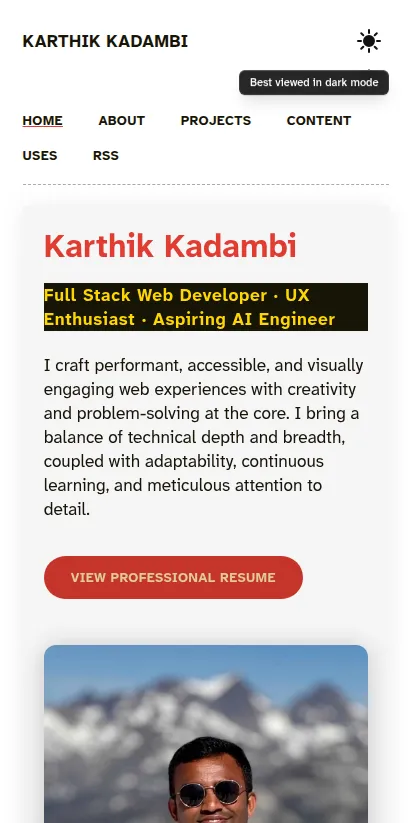 KARTHIK KADAMBI
Best viewed in dark mode
HOME ABOUT PROJECTS CONTENT
USES RSS
Karthik Kadambi
Full Stack Web Developer · UX
Enthusiast · Aspiring AI Engineer
I craft performant, accessible, and visually
engaging web experiences with creativity
and problem-solving at the core. I bring a
balance of technical depth and breadth,
coupled with adaptability, continuous
learning, and meticulous attention to
detail.
VIEW PROFESSIONAL RESUME